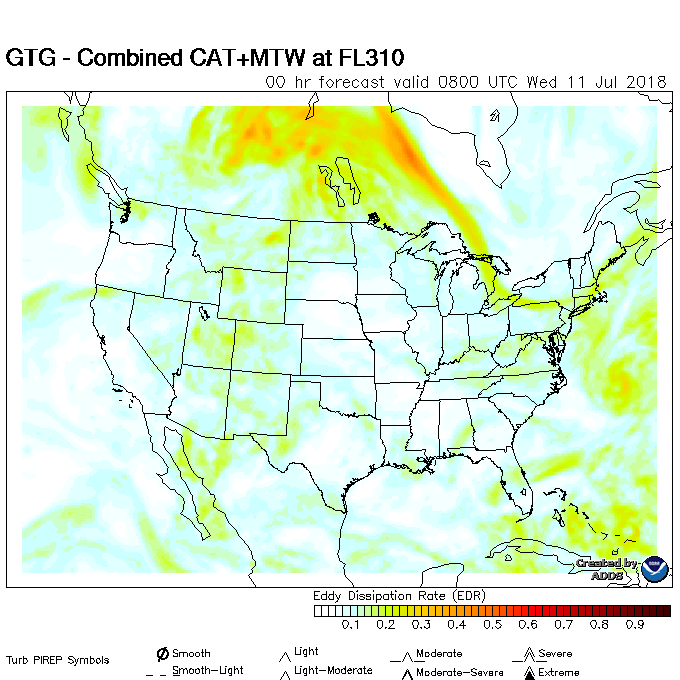 GTG - Combined CAT+MTW at FL310
00 hr forecast valid 0800 UTC Wed 11 Jul 2018
Created by
ADDS
Eddy Dissipation Rate (EDR)
0.1 0.2 0.3 0.4 0.5 0.6 0.7 0.8 0.9
Turb PIREP Symbols
Smooth Light Moderate Severe
Smooth-Light Light-Moderate Moderate-Severe Extreme